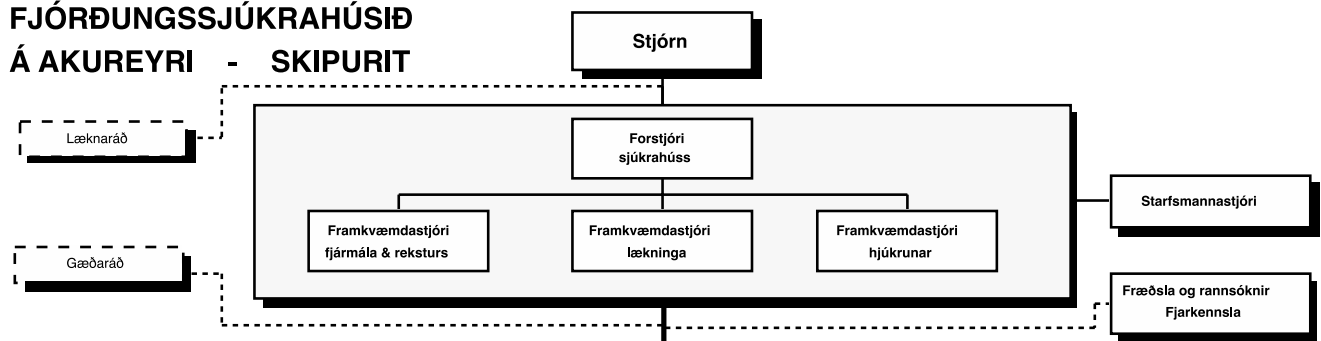 FJÓRÐUNGSSJÚKRAHÚSIÐ
Á AKUREYRI - SKIPURIT
Stjórn
Læknaráð
Forstjóri
sjúkrahúss
Framkvæmdastjóri
fjármála & reksturs
Framkvæmdastjóri
lækninga
Framkvæmdastjóri
hjúkrunar
Starfsmannastjóri
Gæðaráð
Fræðsla og rannsóknir
Fjarkennsla